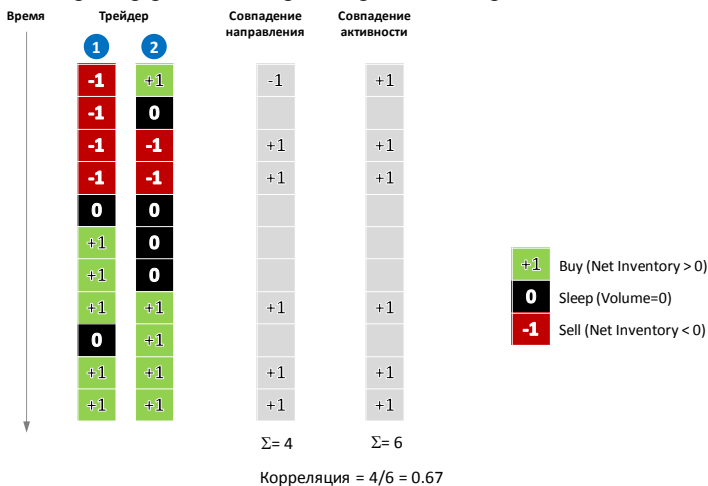 Время Трейдер Совпадение направления Совпадение активности
1 2
-1 +1 -1 +1
-1 0
-1 -1 +1 +1
-1 -1 +1 +1
0 0
+1 0
+1 0
+1 +1 +1 +1
0 +1
+1 +1 +1 +1
+1 +1 +1 +1
Σ= 4 Σ= 6
Корреляция = 4/6 = 0.67
+1 Buy (Net Inventory > 0)
0 Sleep (Volume=0)
-1 Sell (Net Inventory < 0)